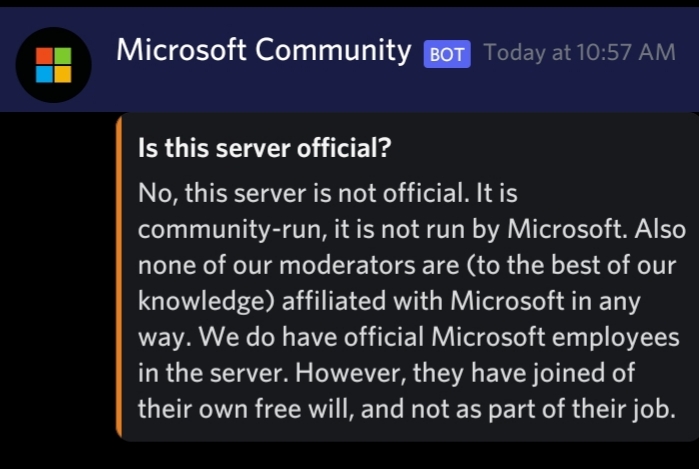 Microsoft Community BOT Today at 10:57 AM
Is this server official?
No, this server is not official. It is
community-run, it is not run by Microsoft. Also
none of our moderators are (to the best of our
knowledge) affiliated with Microsoft in any
way. We do have official Microsoft employees
in the server. However, they have joined of
their own free will, and not as part of their job.